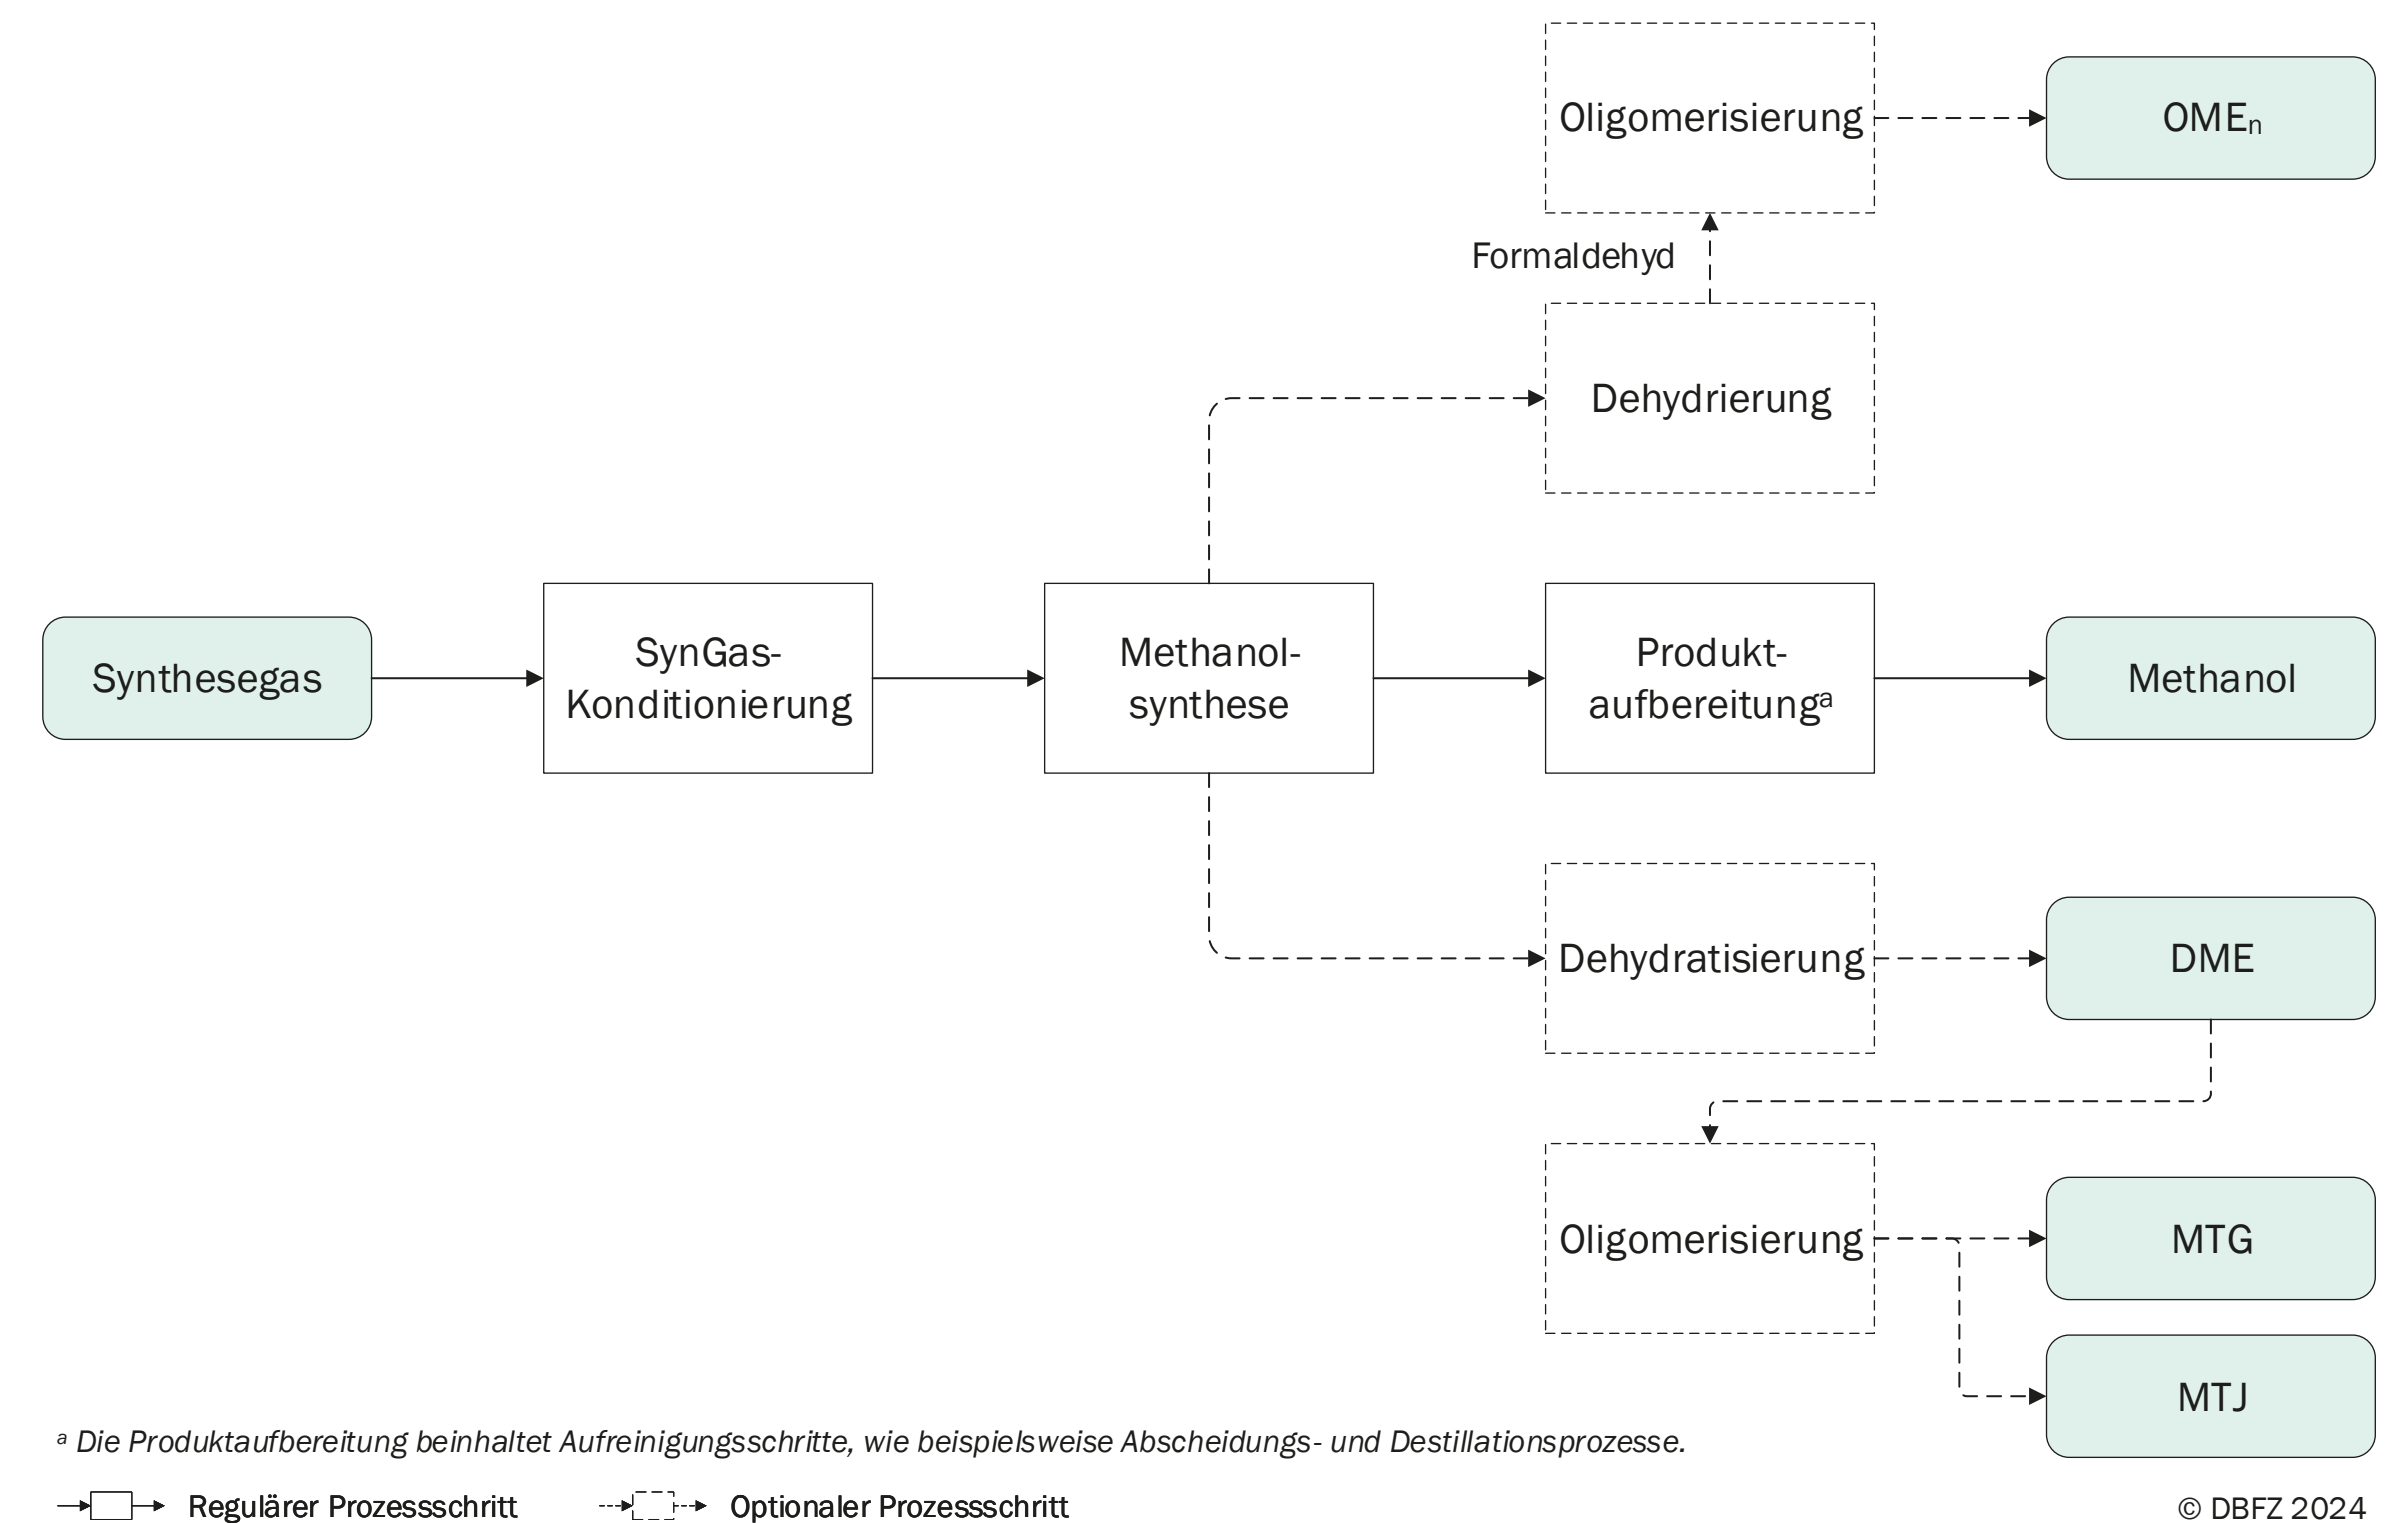 Oligomerisierung
OMEₙ
Formaldehyd
Dehydrierung
Synthesegas
SynGas-
Konditionierung
Methanol-
synthese
Produkt-
aufbereitungᵃ
Methanol
Dehydratisierung
DME
Oligomerisierung
MTG
MTJ
ᵃ Die Produktaufbereitung beinhaltet Aufreinigungsschritte, wie beispielsweise Abscheidungs- und Destillationsprozesse.
Regulärer Prozessschritt
Optionaler Prozessschritt
© DBFZ 2024